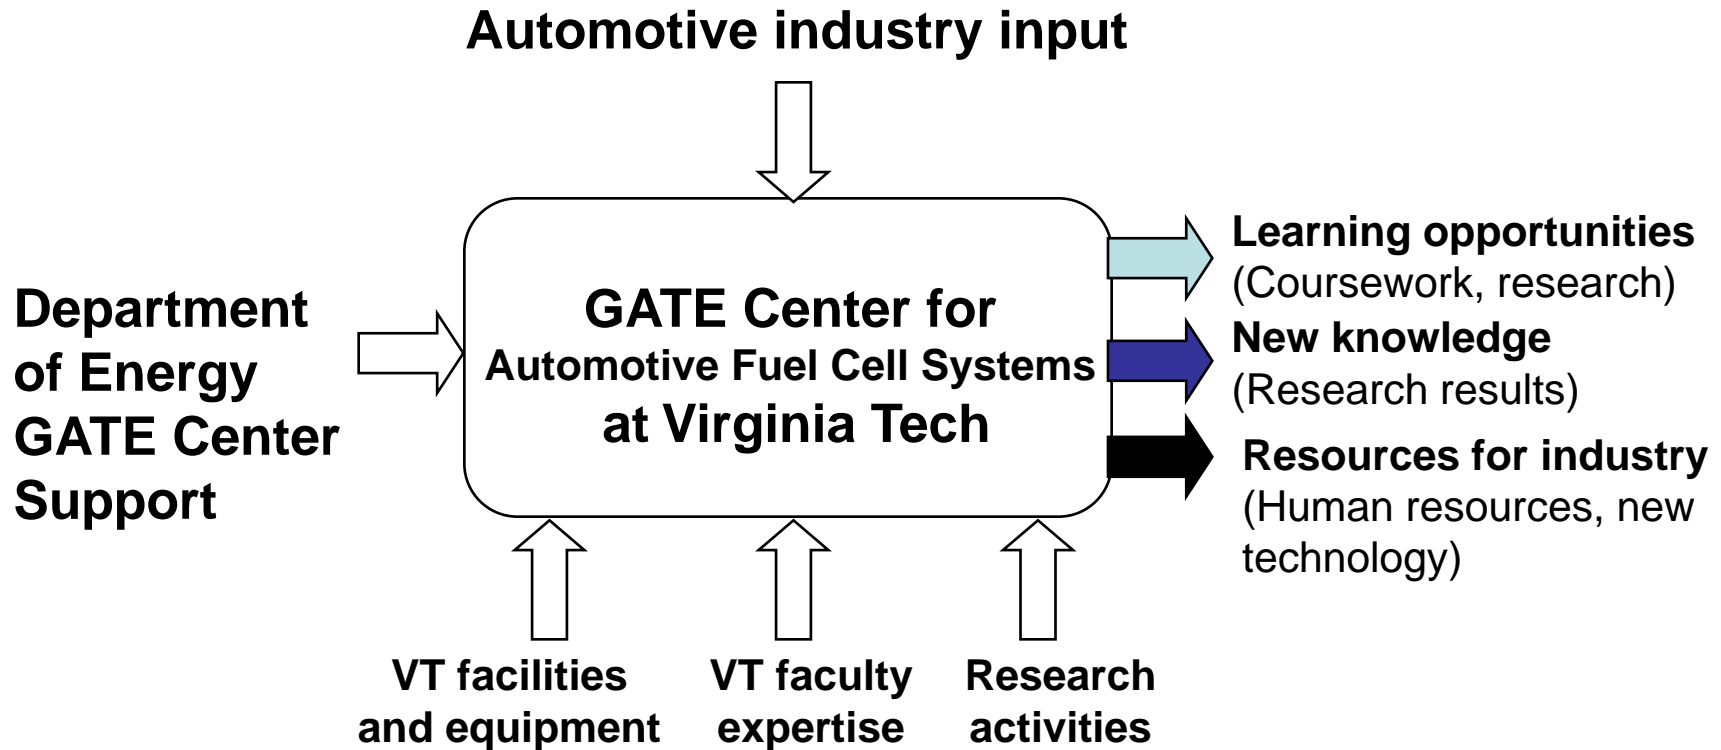 Automotive industry input
Department
of Energy
GATE Center
Support
GATE Center for
Automotive Fuel Cell Systems
at Virginia Tech
Learning opportunities
(Coursework, research)
New knowledge
(Research results)
Resources for industry
(Human resources, new
technology)
VT facilities
and equipment
VT faculty
expertise
Research
activities